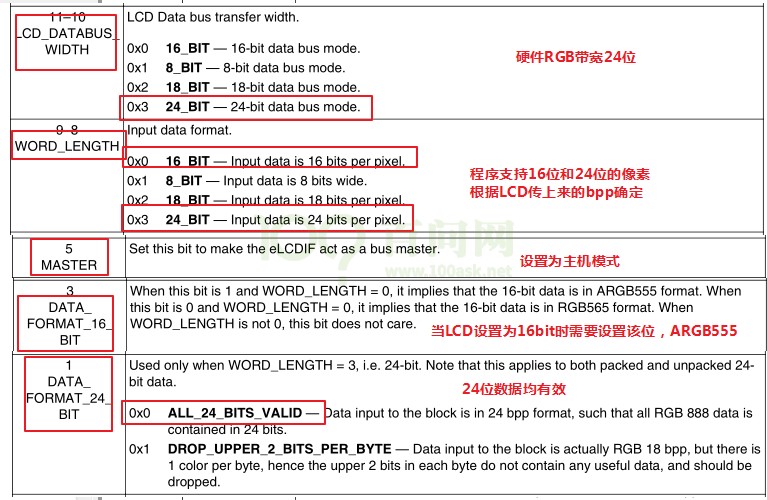 11–10
LCD_DATABUS_
WIDTH
LCD Data bus transfer width.
0x0 16_BIT — 16-bit data bus mode.
0x1 8_BIT — 8-bit data bus mode.
0x2 18_BIT — 18-bit data bus mode.
0x3 24_BIT — 24-bit data bus mode.
硬件RGB带宽24位
9–8
WORD_LENGTH
Input data format.
0x0 16_BIT — Input data is 16 bits per pixel.
0x1 8_BIT — Input data is 8 bits wide.
0x2 18_BIT — Input data is 18 bits per pixel.
0x3 24_BIT — Input data is 24 bits per pixel.
程序支持16位和24位的像素
根据LCD传上来的bpp确定
百问网
www.100ask.net
5
MASTER
Set this bit to make the eLCDIF act as a bus master.
设置为主机模式
3
DATA_
FORMAT_16_
BIT
When this bit is 1 and WORD_LENGTH = 0, it implies that the 16-bit data is in ARGB555 format. When
this bit is 0 and WORD_LENGTH = 0, it implies that the 16-bit data is in RGB565 format. When
WORD_LENGTH is not 0, this bit does not care.
当LCD设置为16bit时需要设置该位，ARGB555
1
DATA_
FORMAT_24_
BIT
Used only when WORD_LENGTH = 3, i.e. 24-bit. Note that this applies to both packed and unpacked 24-
bit data.
24位数据均有效
0x0 ALL_24_BITS_VALID — Data input to the block is in 24 bpp format, such that all RGB 888 data is
contained in 24 bits.
0x1 DROP_UPPER_2_BITS_PER_BYTE — Data input to the block is actually RGB 18 bpp, but there is
1 color per byte, hence the upper 2 bits in each byte do not contain any useful data, and should be
dropped.